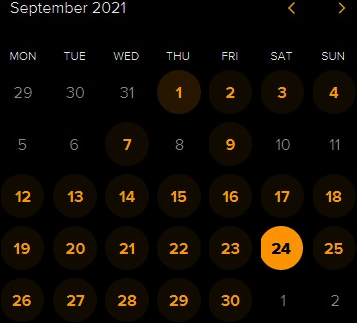 September 2021
MON TUE WED THU FRI SAT SUN
29 30 31 1 2 3 4
5 6 7 8 9 10 11
12 13 14 15 16 17 18
19 20 21 22 23 24 25
26 27 28 29 30 1 2